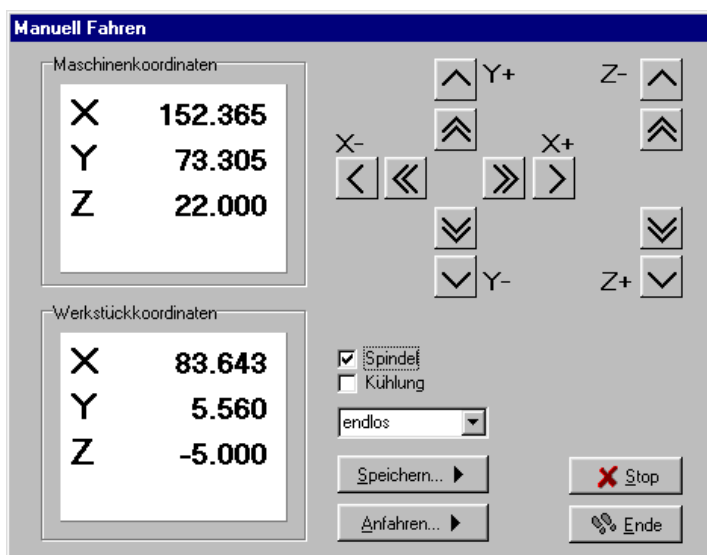 Manuell Fahren
Maschinenkoordinaten
X 152.365
Y 73.305
Z 22.000
Y+
Z-
X-
X+
Y-
Z+
Werkstückkoordinaten
X 83.643
Y 5.560
Z -5.000
Spindel
Kühlung
endlos
Speichern...
Stop
Anfahren...
Ende